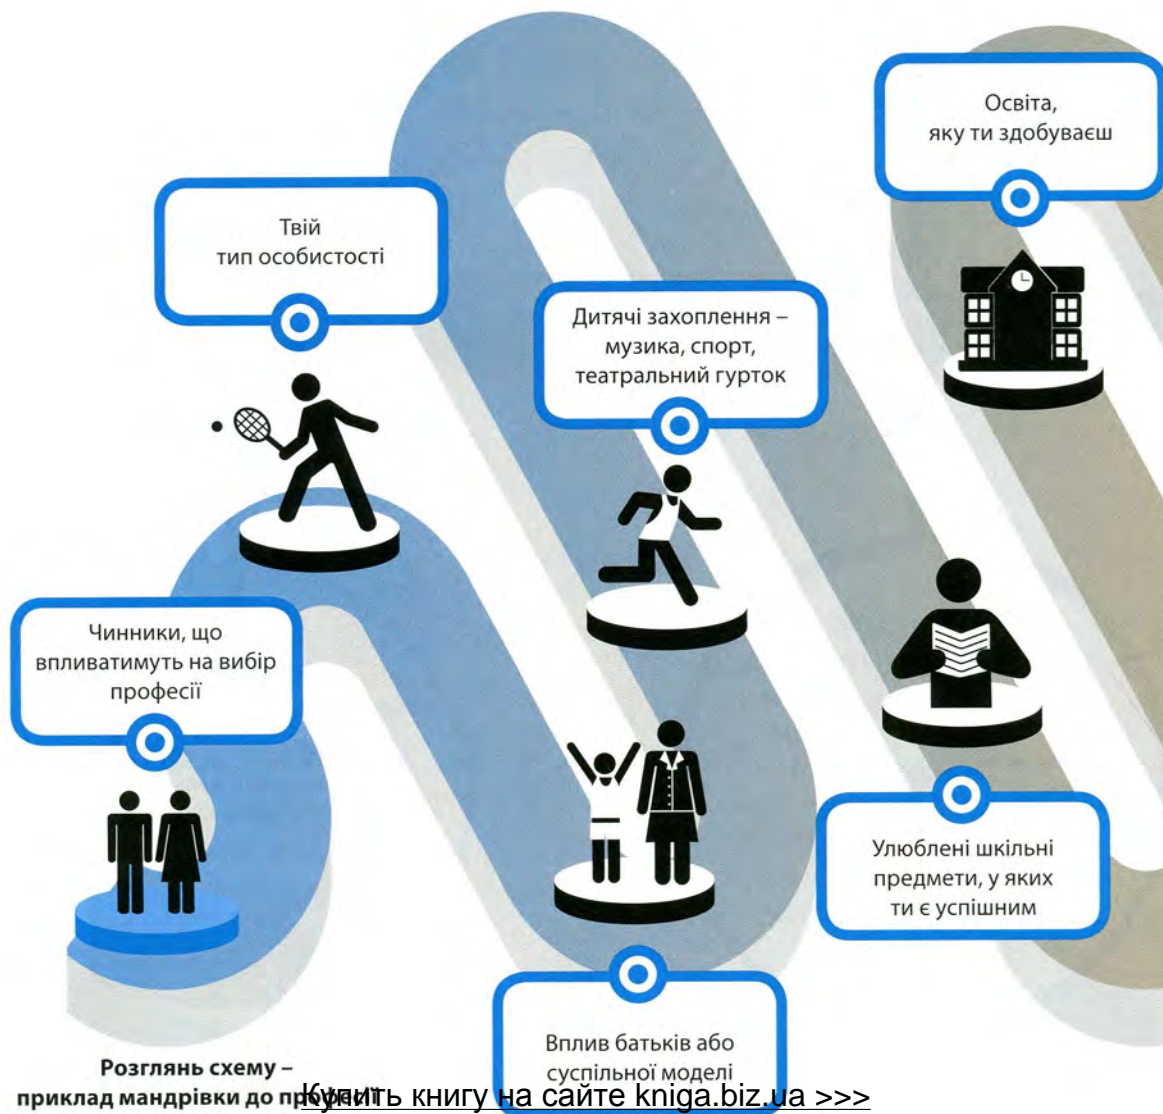 Чинники, що
впливатимуть на вибір
професії
Твій
тип особистості
Вплив батьків або
суспільної моделі
Дитячі захоплення –
музика, спорт,
театральний гурток
Улюблені шкільні
предмети, у яких
ти є успішним
Освіта,
яку ти здобуваєш
Розглянь схему –
приклад мандрівки до професії
Купить книгу на сайте kniga.biz.ua >>>